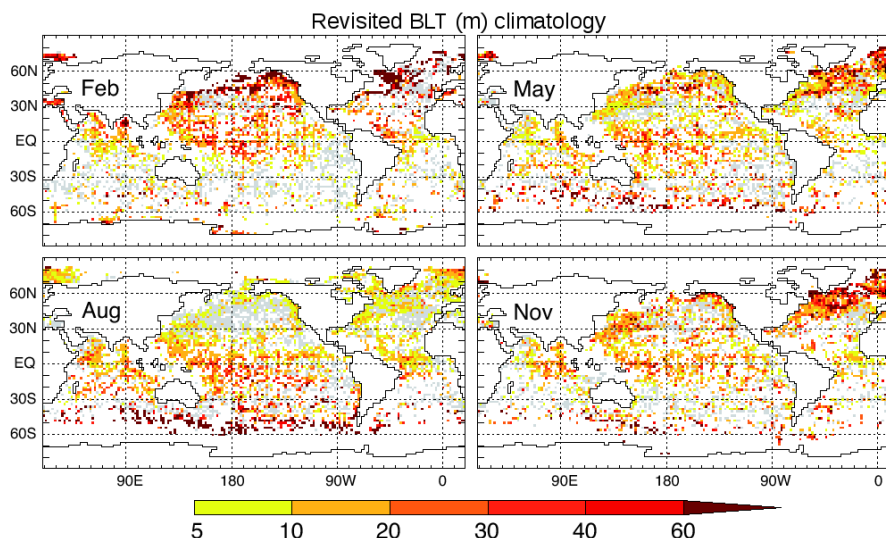 Revisited BLT (m) climatology
60N
Feb
May
30N
EQ
30S
60S
60N
Aug
Nov
30N
EQ
30S
60S
90E 180 90W 0 90E 180 90W 0
5 10 20 30 40 60